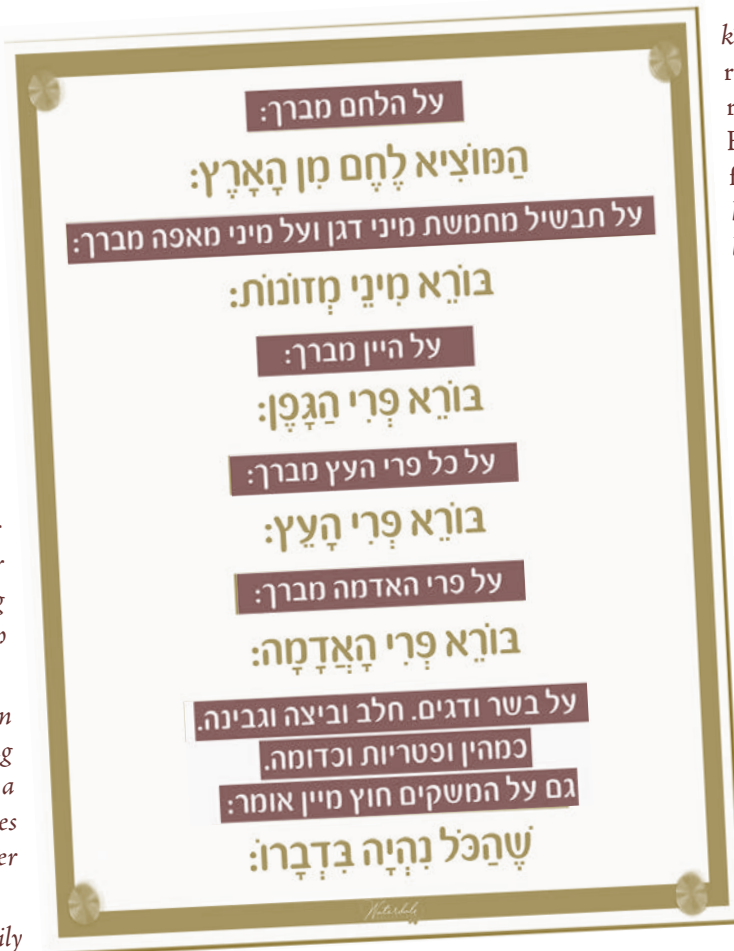 על הלחם מברך:
הַמּוֹצִיא לֶחֶם מִן הָאָרֶץ:
על תבשיל מחמשת מיני דגן ועל מיני מאפה מברך:
בּוֹרֵא מִינֵי מְזוֹנוֹת:
על היין מברך:
בּוֹרֵא פְּרִי הַגָּפֶן:
על כל פרי העץ מברך:
בּוֹרֵא פְּרִי הָעֵץ:
על פרי האדמה מברך:
בּוֹרֵא פְּרִי הָאֲדָמָה:
על בשר ודגים. חלב וביצה וגבינה.
כמהין ופטריות וכדומה.
גם על המשקים חוץ מיין אומר:
שֶׁהַכֹּל נִהְיָה בִּדְבָרוֹ:
Waterdale